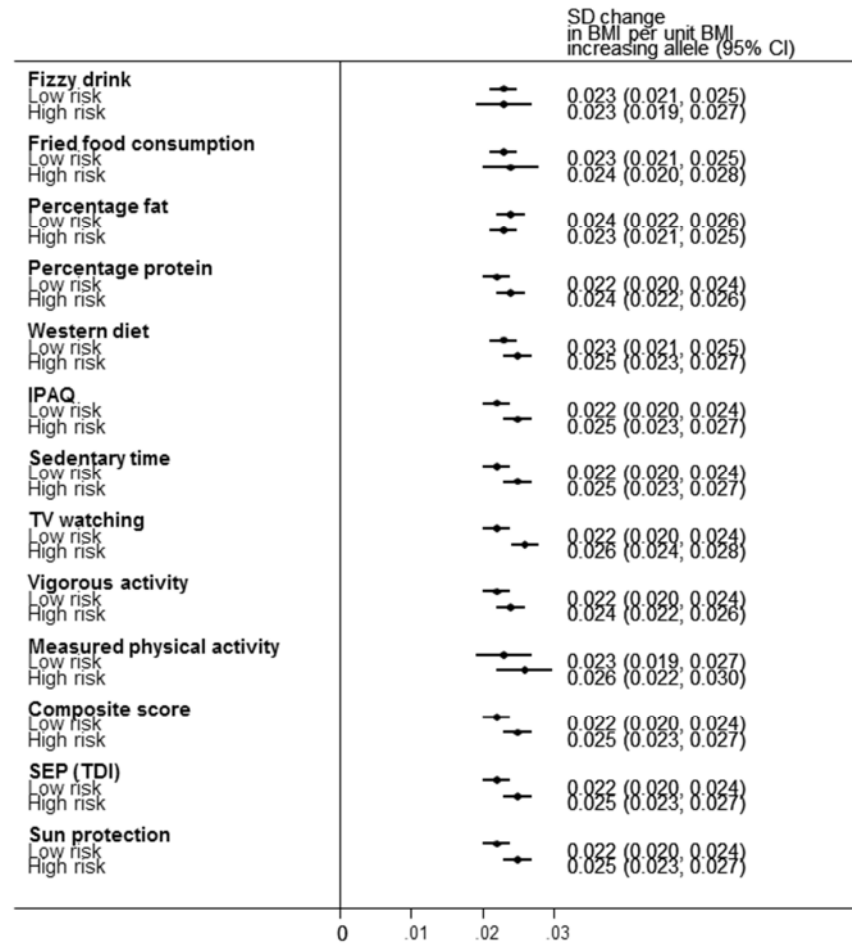 SD change
in BMI per unit BMI
increasing allele (95% CI)
Fizzy drink
Low risk 0.023 (0.021, 0.025)
High risk 0.023 (0.019, 0.027)
Fried food consumption
Low risk 0.023 (0.021, 0.025)
High risk 0.024 (0.020, 0.028)
Percentage fat
Low risk 0.024 (0.022, 0.026)
High risk 0.023 (0.021, 0.025)
Percentage protein
Low risk 0.022 (0.020, 0.024)
High risk 0.024 (0.022, 0.026)
Western diet
Low risk 0.023 (0.021, 0.025)
High risk 0.025 (0.023, 0.027)
IPAQ
Low risk 0.022 (0.020, 0.024)
High risk 0.025 (0.023, 0.027)
Sedentary time
Low risk 0.022 (0.020, 0.024)
High risk 0.025 (0.023, 0.027)
TV watching
Low risk 0.022 (0.020, 0.024)
High risk 0.026 (0.024, 0.028)
Vigorous activity
Low risk 0.022 (0.020, 0.024)
High risk 0.024 (0.022, 0.026)
Measured physical activity
Low risk 0.023 (0.019, 0.027)
High risk 0.026 (0.022, 0.030)
Composite score
Low risk 0.022 (0.020, 0.024)
High risk 0.025 (0.023, 0.027)
SEP (TDI)
Low risk 0.022 (0.020, 0.024)
High risk 0.025 (0.023, 0.027)
Sun protection
Low risk 0.022 (0.020, 0.024)
High risk 0.025 (0.023, 0.027)
0 .01 .02 .03